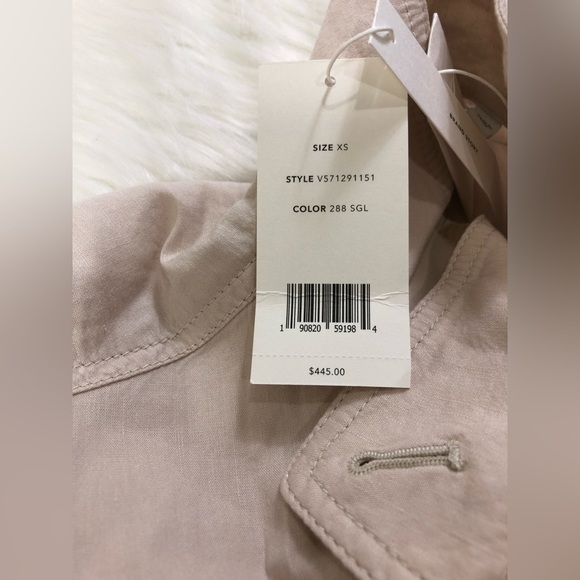 SIZE XS
STYLE V571291151
COLOR 288 SGL
1 90820 59198 4
$445.00